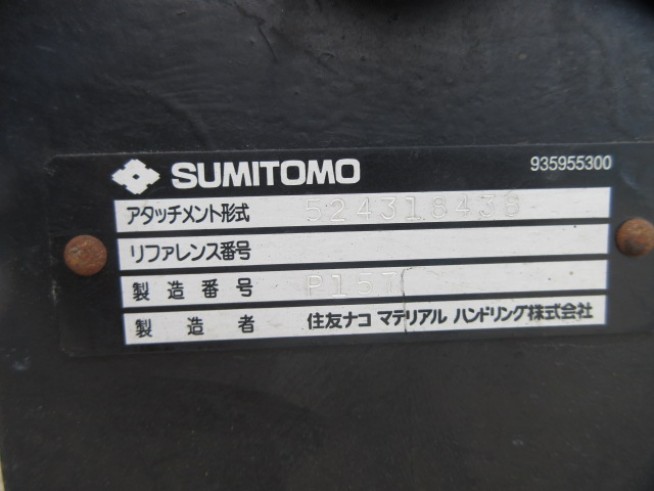 SUMITOMO 935955300
アタッチメント形式 524318438
リファレンス番号
製造番号 P157
製造者 住友ナコ マテリアル ハンドリング株式会社